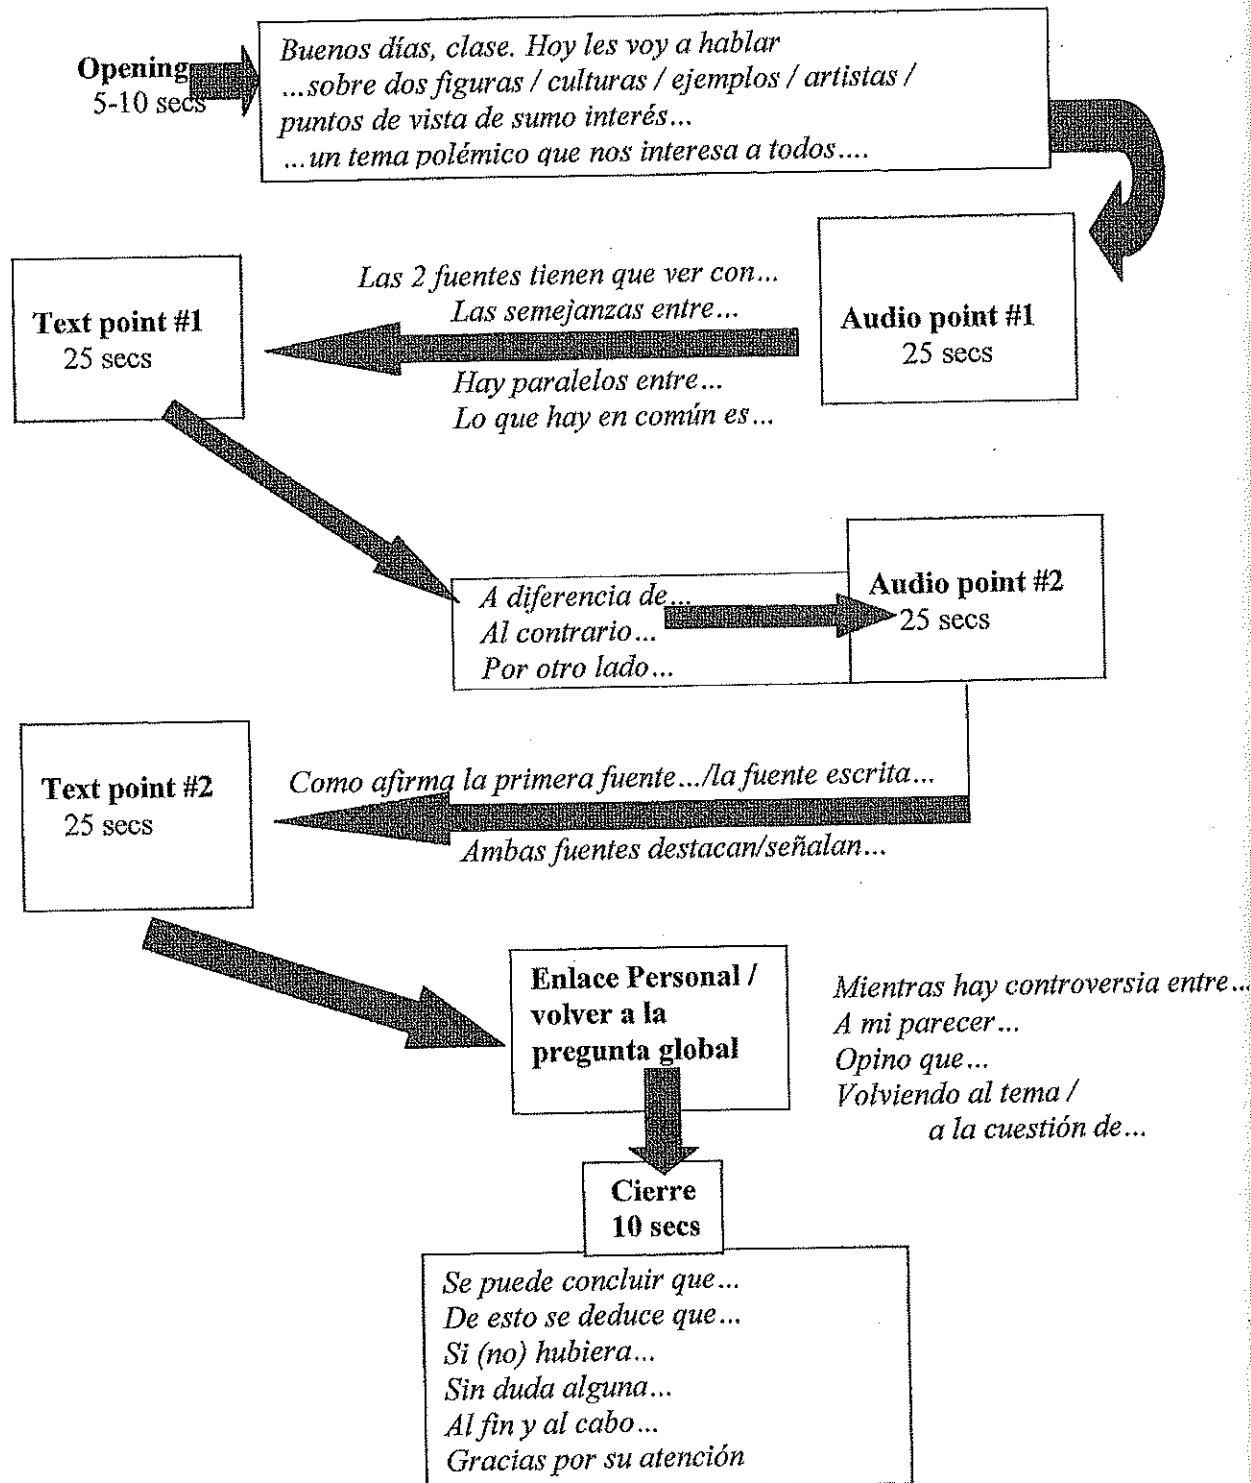 Opening
5-10 secs
Buenos días, clase. Hoy les voy a hablar
...sobre dos figuras / culturas / ejemplos / artistas /
puntos de vista de sumo interés...
...un tema polémico que nos interesa a todos....
Audio point #1
25 secs
Las 2 fuentes tienen que ver con...
Las semejanzas entre...
Hay paralelos entre...
Lo que hay en común es...
Text point #1
25 secs
A diferencia de...
Al contrario...
Por otro lado...
Audio point #2
25 secs
Como afirma la primera fuente.../la fuente escrita...
Ambas fuentes destacan/señalan...
Text point #2
25 secs
Enlace Personal /
volver a la
pregunta global
Mientras hay controversia entre...
A mi parecer...
Opino que...
Volviendo al tema /
a la cuestión de...
Cierre
10 secs
Se puede concluir que...
De esto se deduce que...
Si (no) hubiera...
Sin duda alguna...
Al fin y al cabo...
Gracias por su atención